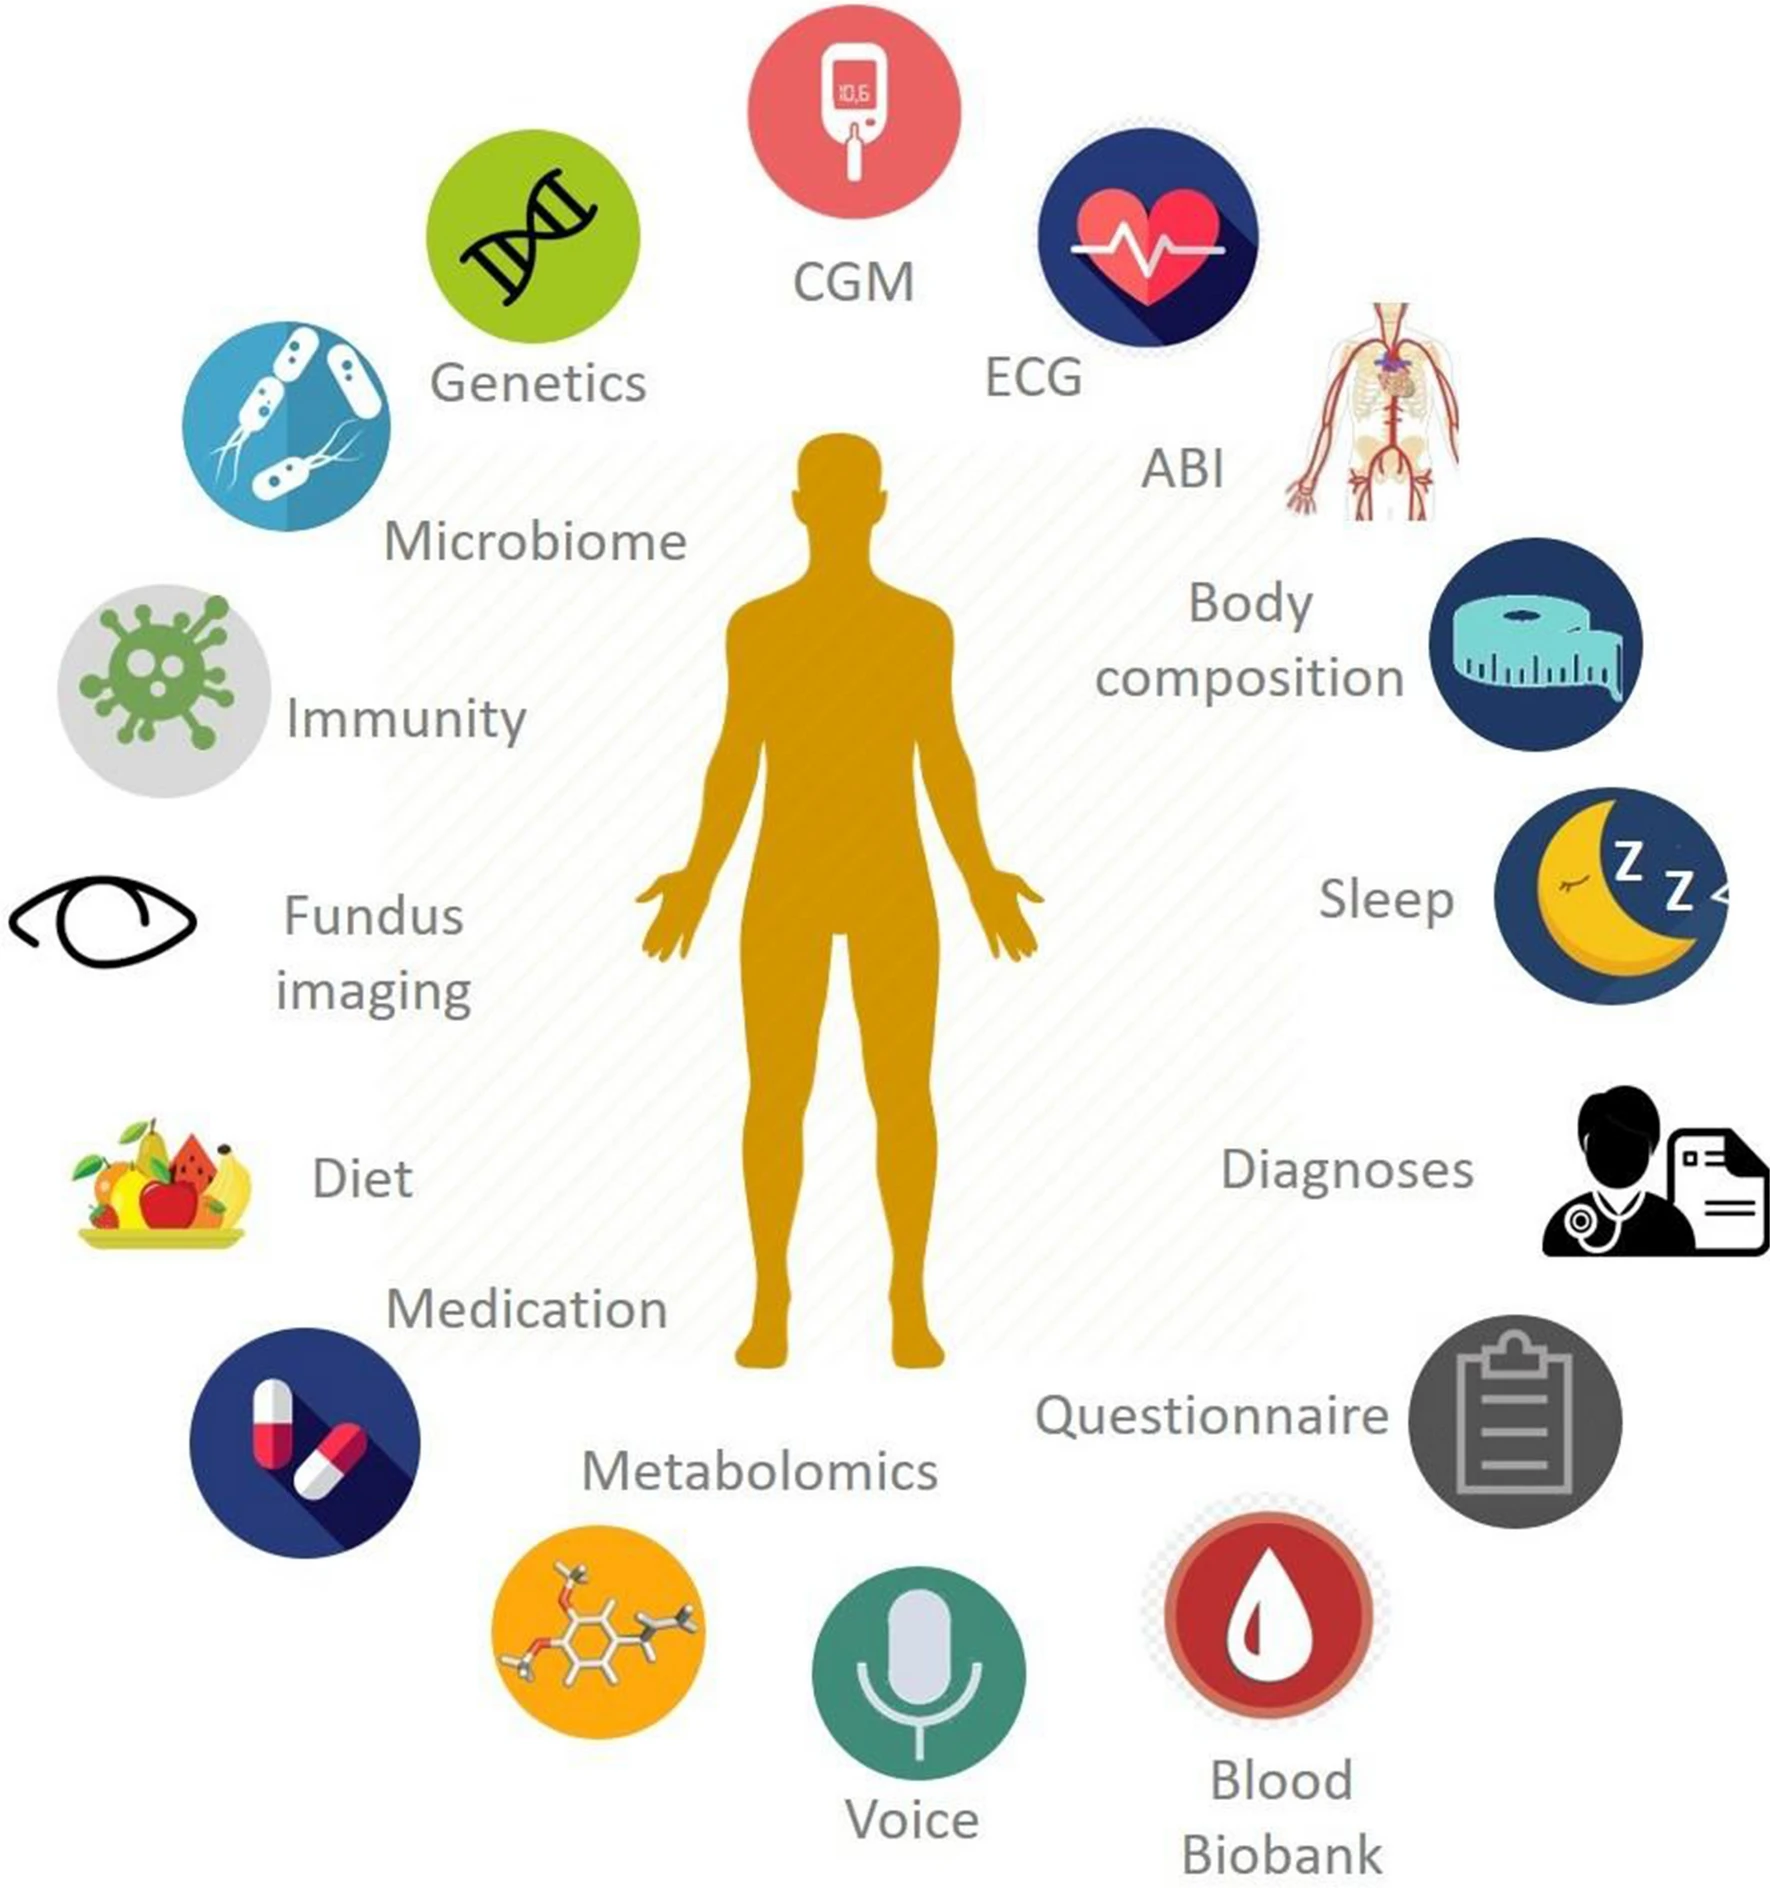 10,6
CGM
Genetics
ECG
ABI
Microbiome
Body
composition
Immunity
Sleep
Z
Z
Fundus
imaging
Diagnoses
Diet
Medication
Questionnaire
Metabolomics
Voice
Blood
Biobank